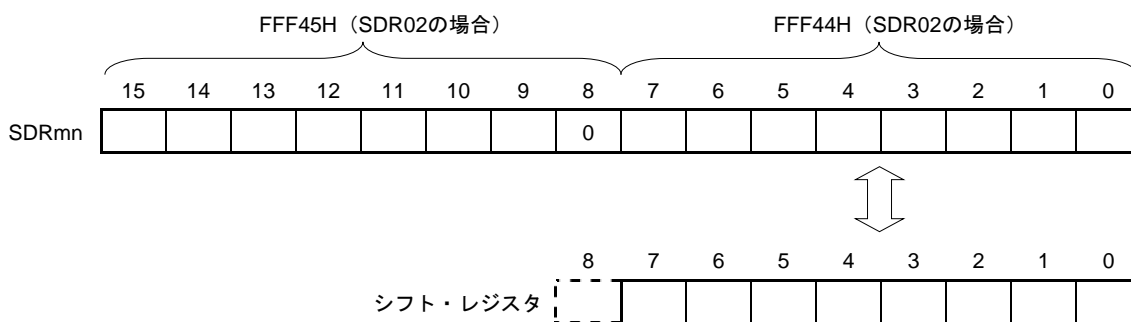 FFF45H（SDR02の場合） FFF44H（SDR02の場合）
15 14 13 12 11 10 9 8 7 6 5 4 3 2 1 0
SDRmn 0
8 7 6 5 4 3 2 1 0
シフト・レジスタ